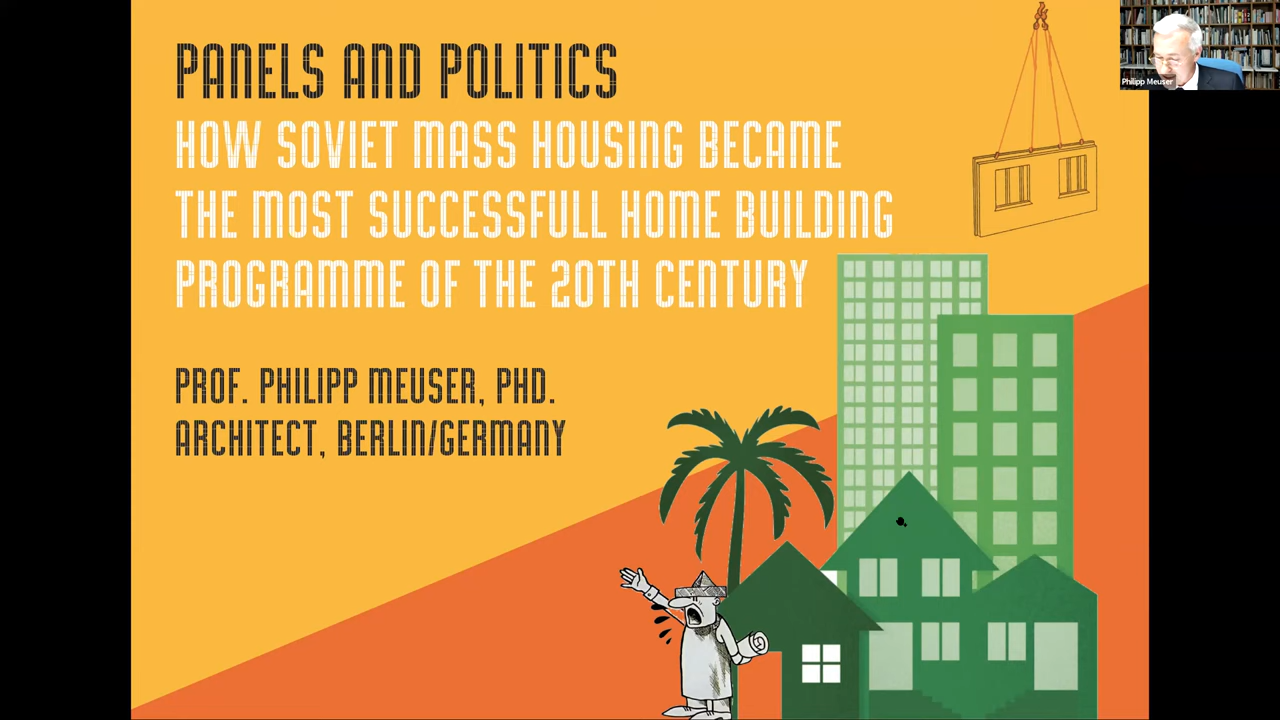 PANELS AND POLITICS
HOW SOVIET MASS HOUSING BECAME
THE MOST SUCCESSFULL HOME BUILDING
PROGRAMME OF THE 20TH CENTURY
PROF. PHILIPP MEUSER, PHD.
ARCHITECT, BERLIN/GERMANY
Philipp Meuser